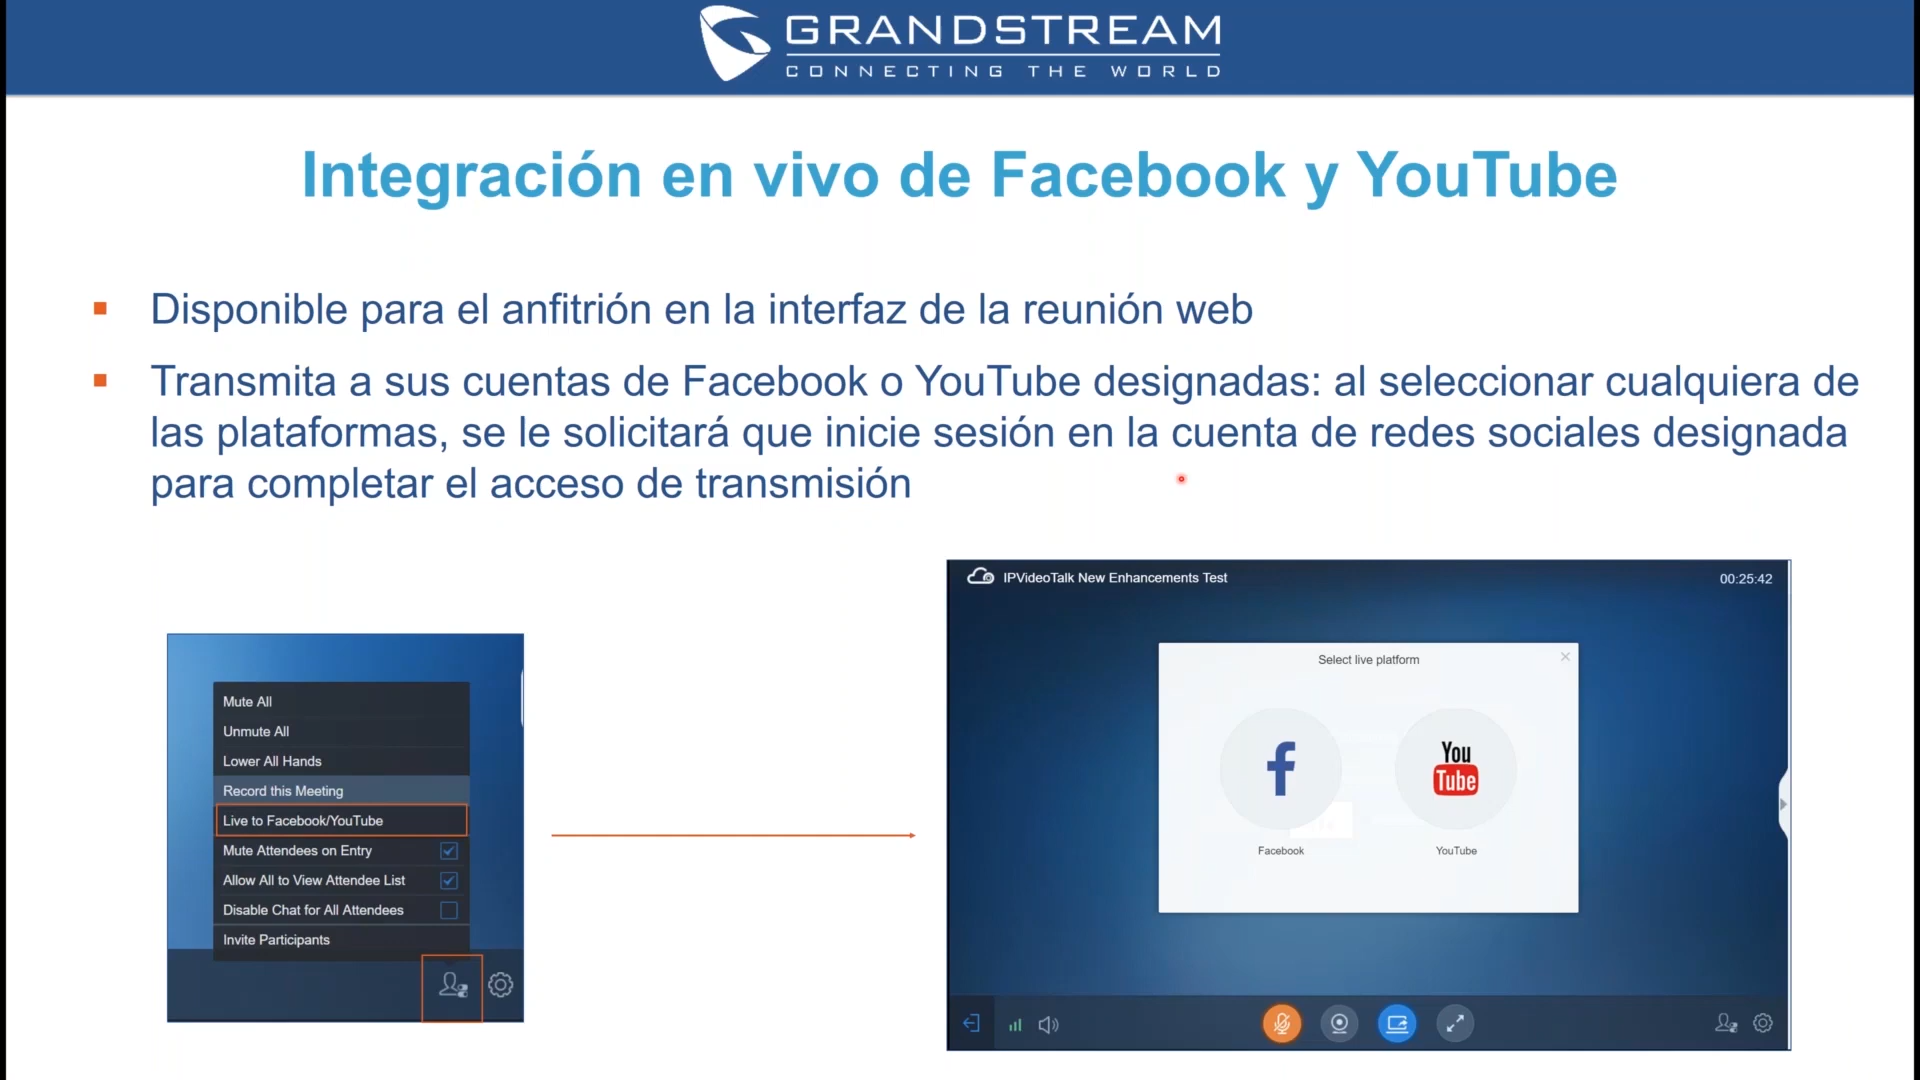 GRANDSTREAM
CONNECTING THE WORLD
Integración en vivo de Facebook y YouTube
Disponible para el anfitrión en la interfaz de la reunión web
Transmita a sus cuentas de Facebook o YouTube designadas: al seleccionar cualquiera de
las plataformas, se le solicitará que inicie sesión en la cuenta de redes sociales designada
para completar el acceso de transmisión
Mute All
Unmute All
Lower All Hands
Record this Meeting
Live to Facebook/YouTube
Mute Attendees on Entry
Allow All to View Attendee List
Disable Chat for All Attendees
Invite Participants
IPVideoTalk New Enhancements Test
00:25:42
Select live platform
f
You
Tube
Facebook
YouTube